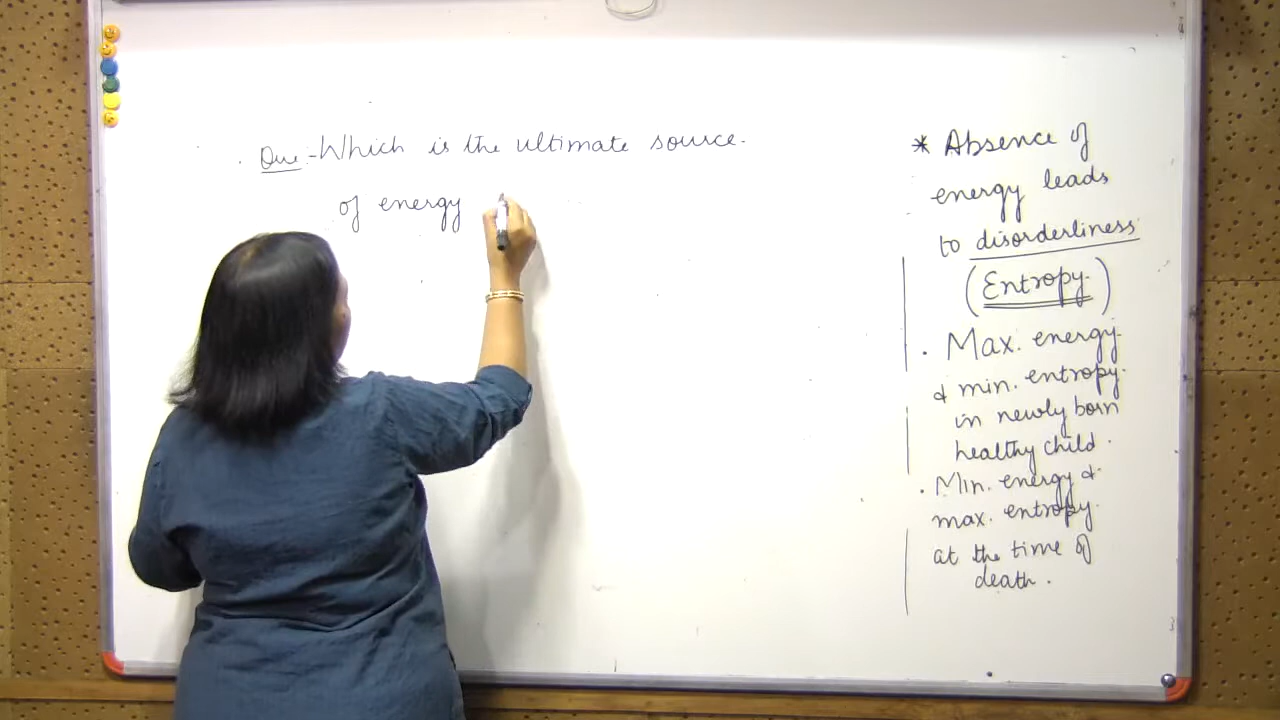 Que:- Which is the ultimate source.
of energy
* Absence of
energy leads
to disorderliness
(Entropy.)
. Max. energy.
& min. entropy.
in newly born
healthy child.
. Min. energy &
max. entropy.
at the time of
death.